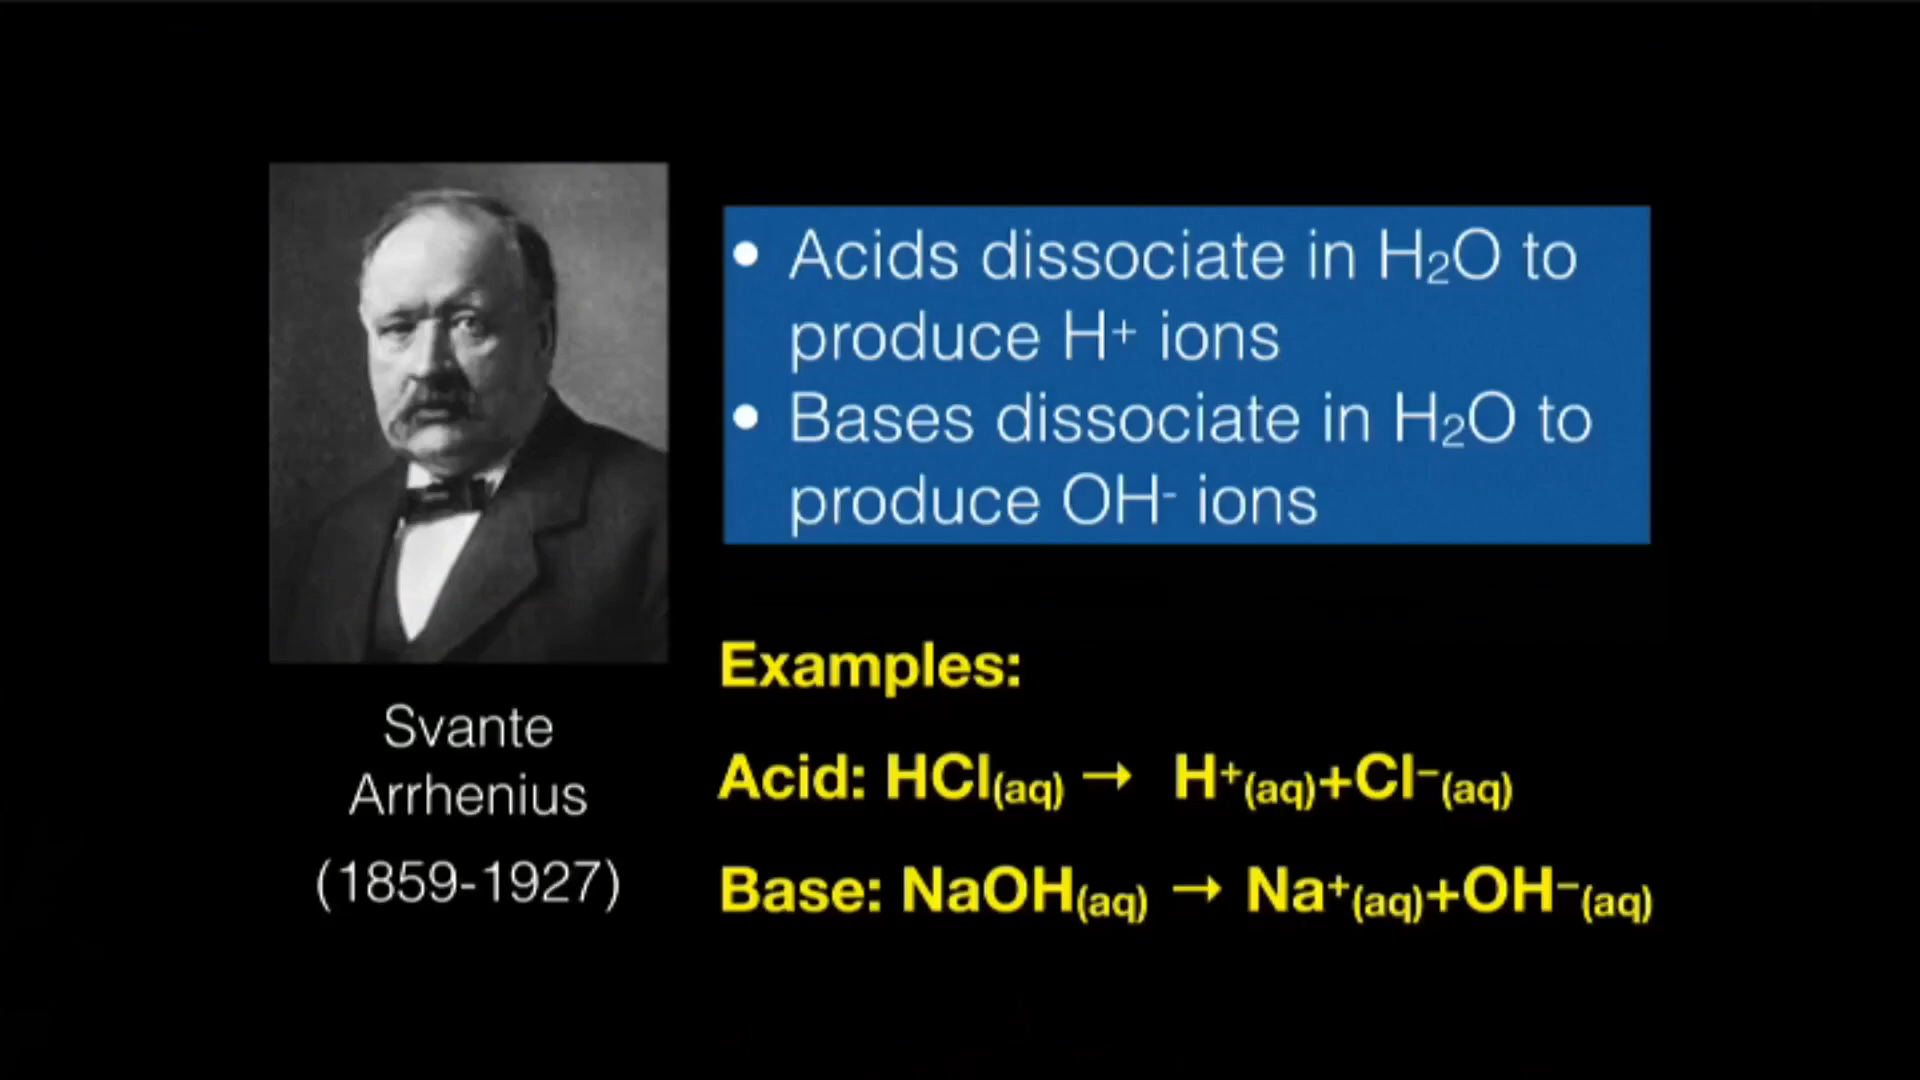 • Acids dissociate in H₂O to
produce H⁺ ions
• Bases dissociate in H₂O to
produce OH⁻ ions
Svante
Arrhenius
(1859-1927)
Examples:
Acid: HCl(aq) → H⁺(aq)+Cl⁻(aq)
Base: NaOH(aq) → Na⁺(aq)+OH⁻(aq)